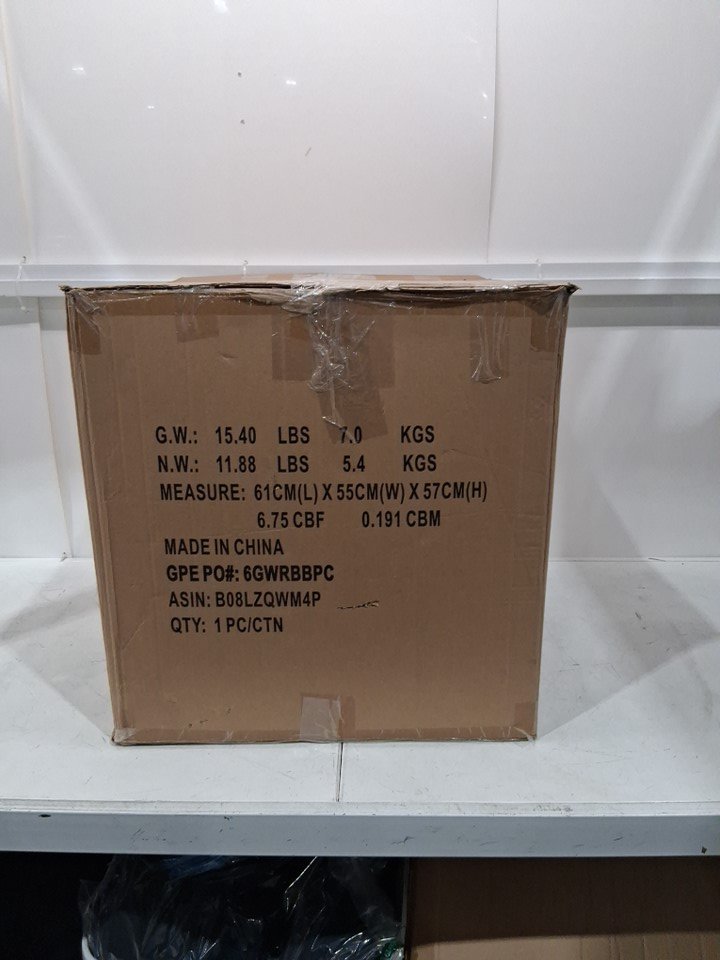 G.W.: 15.40 LBS 7.0 KGS
N.W.: 11.88 LBS 5.4 KGS
MEASURE: 61CM(L) X 55CM(W) X 57CM(H)
6.75 CBF 0.191 CBM
MADE IN CHINA
GPE PO#: 6GWRBBPC
ASIN: B08LZQWM4P
QTY: 1 PC/CTN